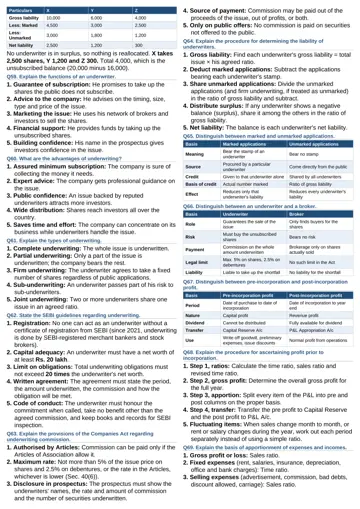 Particulars X Y Z
Gross liability 10,000 6,000 4,000
Less: Marked 4,500 3,000 2,500
Less: Unmarked 3,000 1,800 1,200
Net liability 2,500 1,200 300
No underwriter is in surplus, so nothing is reallocated. X takes
2,500 shares, Y 1,200 and Z 300. Total 4,000, which is the
unsubscribed balance (20,000 minus 16,000).
Q59. Explain the functions of an underwriter.
1. Guarantee of subscription: He promises to take up the
shares the public does not subscribe.
2. Advice to the company: He advises on the timing, size,
type and price of the issue.
3. Marketing the issue: He uses his network of brokers and
investors to sell the shares.
4. Financial support: He provides funds by taking up the
unsubscribed shares.
5. Building confidence: His name in the prospectus gives
investors confidence in the company.
Q60. What are the advantages of underwriting?
1. Assured minimum subscription: The company is sure of
collecting the money it needs.
2. Expert advice: The company gets professional guidance on
the issue.
3. Public confidence: An issue backed by reputed
underwriters attracts more investors.
4. Wide distribution: Shares reach investors all over the
country.
5. Saves time and effort: The company can concentrate on its
business while underwriters handle the issue.
Q61. Explain the types of underwriting.
1. Complete underwriting: The whole issue is underwritten.
2. Partial underwriting: Only a part of the issue is
underwritten; the company bears the rest.
3. Firm underwriting: The underwriter agrees to take a fixed
number of shares regardless of public applications.
4. Sub-underwriting: An underwriter passes part of his risk to
sub-underwriters.
5. Joint underwriting: Two or more underwriters share one
issue in an agreed ratio.
Q62. State the SEBI guidelines regarding underwriting.
1. Registration: No one can act as an underwriter without a
certificate of registration from SEBI (since 2021, underwriting
is done by SEBI-registered merchant bankers and stock
brokers).
2. Capital adequacy: An underwriter must have a net worth of
at least Rs. 20 lakh
3. Limit on obligations: Total underwriting obligations must
not exceed 20 times the underwriter's net worth.
4. Written agreement: The agreement must state the period,
the amount underwritten, the commission and how the
obligation will be met.
5. Code of conduct: The underwriter must honour the
commitment when called, take no benefit other than the
agreed commission, and keep books and records for SEBI
inspection.
Q63. Explain the provisions of the Companies Act regarding
underwriting commission.
1. Authorised by Articles: Commission can be paid only if the
Articles of Association allow it.
2. Maximum rate: Not more than 5% of the issue price on
shares and 2.5% on debentures, or the rate in the Articles,
whichever is lower (Sec. 40(6)).
3. Disclosure in prospectus: The prospectus must show the
underwriters' names, the rate and amount of commission
and the number of securities underwritten.
4. Source of payment: Commission may be paid out of the
proceeds of the issue, out of profits, or both.
5. Only on public offers: No commission is paid on securities
not offered to the public.
Q64. Explain the procedure for determining the liability of
underwriters.
1. Gross liability: Find each underwriter's gross liability = total
issue × his agreed ratio.
2. Deduct marked applications: Subtract the applications
bearing each underwriter's stamp.
3. Share unmarked applications: Divide the unmarked
applications (and firm underwriting, if treated as unmarked)
in the ratio of gross liability and subtract.
4. Distribute surplus: If any underwriter shows a negative
balance (surplus), share it among the others in the ratio of
gross liability.
5. Net liability: The balance is each underwriter's net liability.
Q65. Distinguish between marked and unmarked applications.
Basis Marked applications Unmarked applications
Meaning Bear the stamp of an underwriter Bear no stamp
Source Procured by a particular underwriter Come directly from the public
Credit Given to that underwriter alone Shared by all underwriters
Basis of credit Actual number marked Ratio of gross liability
Effect Reduces only that underwriter's liability Reduces every underwriter's liability
Q66. Distinguish between an underwriter and a broker.
Basis Underwriter Broker
Role Guarantees the sale of the issue Only finds buyers for the shares
Risk Must buy the unsubscribed shares Bears no risk
Payment Commission on the whole amount underwritten Brokerage only on shares actually sold
Legal limit Max. 5% on shares, 2.5% on debentures No such limit in the Act
Liability Liable to take up the shortfall No liability for the shortfall
Q67. Distinguish between pre-incorporation and post-incorporation
profit.
Basis Pre-incorporation profit Post-incorporation profit
Period Date of purchase to date of incorporation Date of incorporation to year end
Nature Capital profit Revenue profit
Dividend Cannot be distributed Fully available for dividend
Transfer Capital Reserve A/c P&L Appropriation A/c
Use Write off goodwill, preliminary expenses, issue discounts Normal profit from operations
Q68. Explain the procedure for ascertaining profit prior to
incorporation.
1. Step 1, ratios: Calculate the time ratio, sales ratio and
revised time ratio.
2. Step 2, gross profit: Determine the overall gross profit for
the full year.
3. Step 3, apportion: Split every item of the P&L into pre and
post columns on the proper basis.
4. Step 4, transfer: Transfer the pre profit to Capital Reserve
and the post profit to P&L A/c.
5. Fluctuating items: When sales change month to month, or
rent or salary changes during the year, work out each period
separately instead of using a simple ratio.
Q69. Explain the basis of apportionment of expenses and incomes.
1. Gross profit or loss: Sales ratio.
2. Fixed expenses (rent, salaries, insurance, depreciation,
office and bank charges): Time ratio.
3. Selling expenses (advertisement, commission, bad debts,
discount allowed, carriage): Sales ratio.